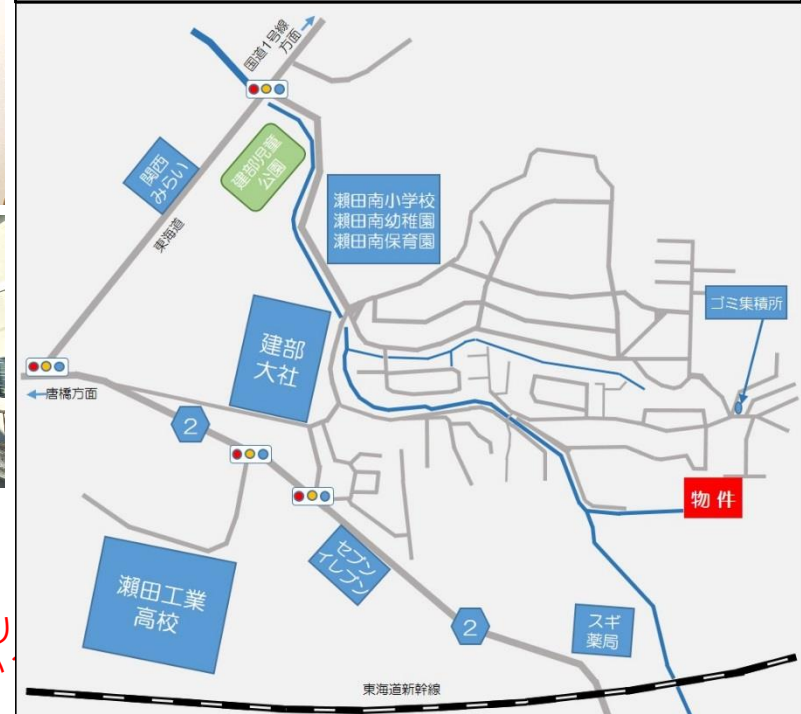 国道1号線
方面
関西
みらい
建部児童
公園
東海道
瀬田南小学校
瀬田南幼稚園
瀬田南保育園
ゴミ集積所
建部
大社
←唐橋方面
2
物件
セブン
イレブン
瀬田工業
高校
2
スギ
薬局
東海道新幹線
り